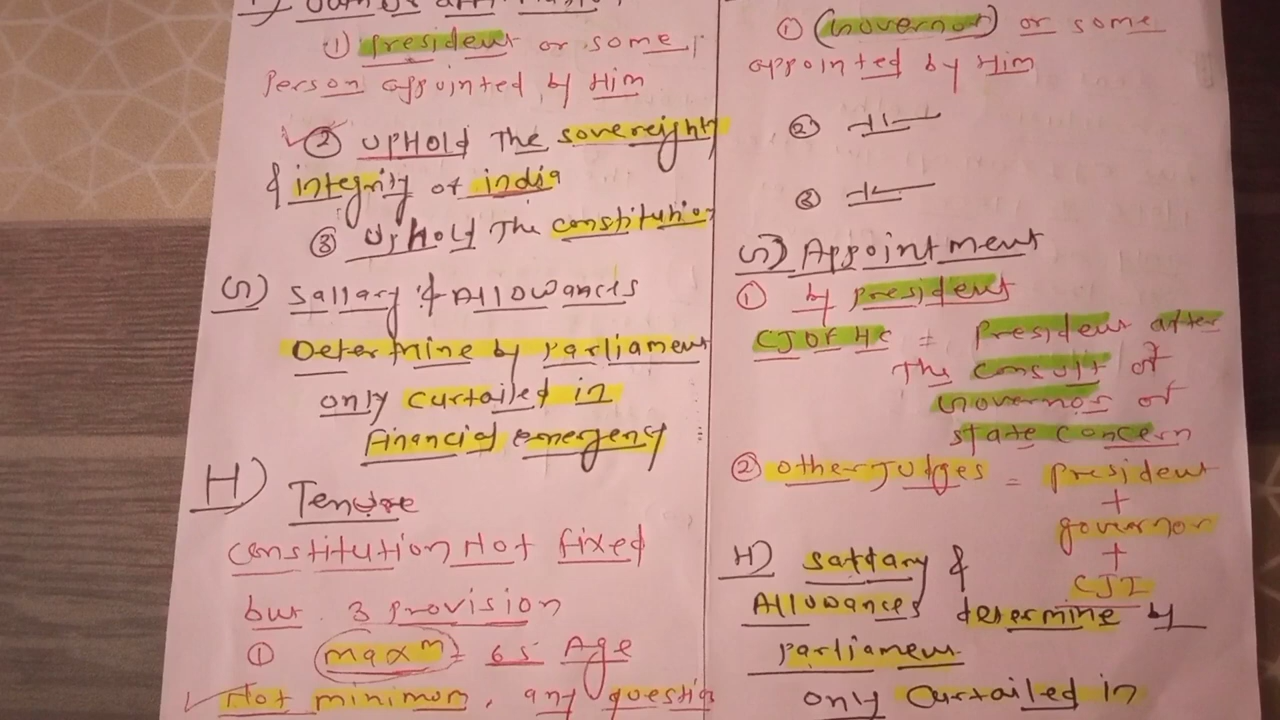 ① President or some
Person appointed by Him
② UPHold The sovereighty
& integrity of india
③ UpHold The constitution
G) Sallary & Allowances
Determine by Parliament
only curtailed in
Financial emergency
H) Tenure
constitution Not fixed
but 3 provision
① maxm = 65 Age
Not minimum, any questio
① (Governor) or some
appointed by Him
② -11-
③ -11-
G) Appointment
① by president
CJ OF HC = President after
The consult of
Governor of
state concern
② other Judges = president
+
governor
+
CJI
H) sallary &
Allowances determine by
parliament
only Curtailed in